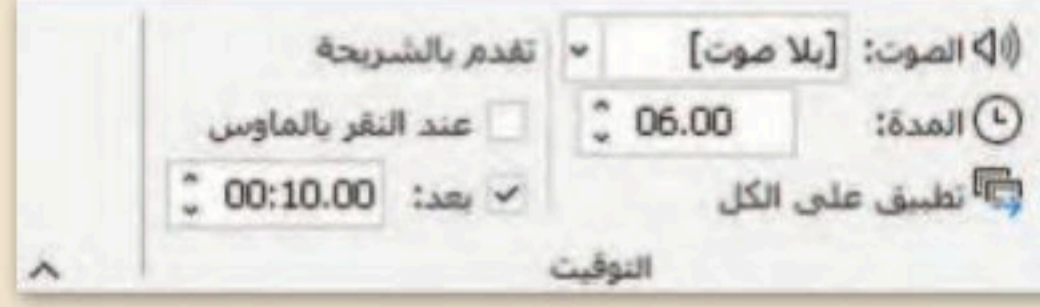 الصوت: [بلا صوت]
المدة: 06.00
تطبيق على الكل
تقدم بالشريحة
عند النقر بالماوس
بعد: 00:10.00
التوقيت